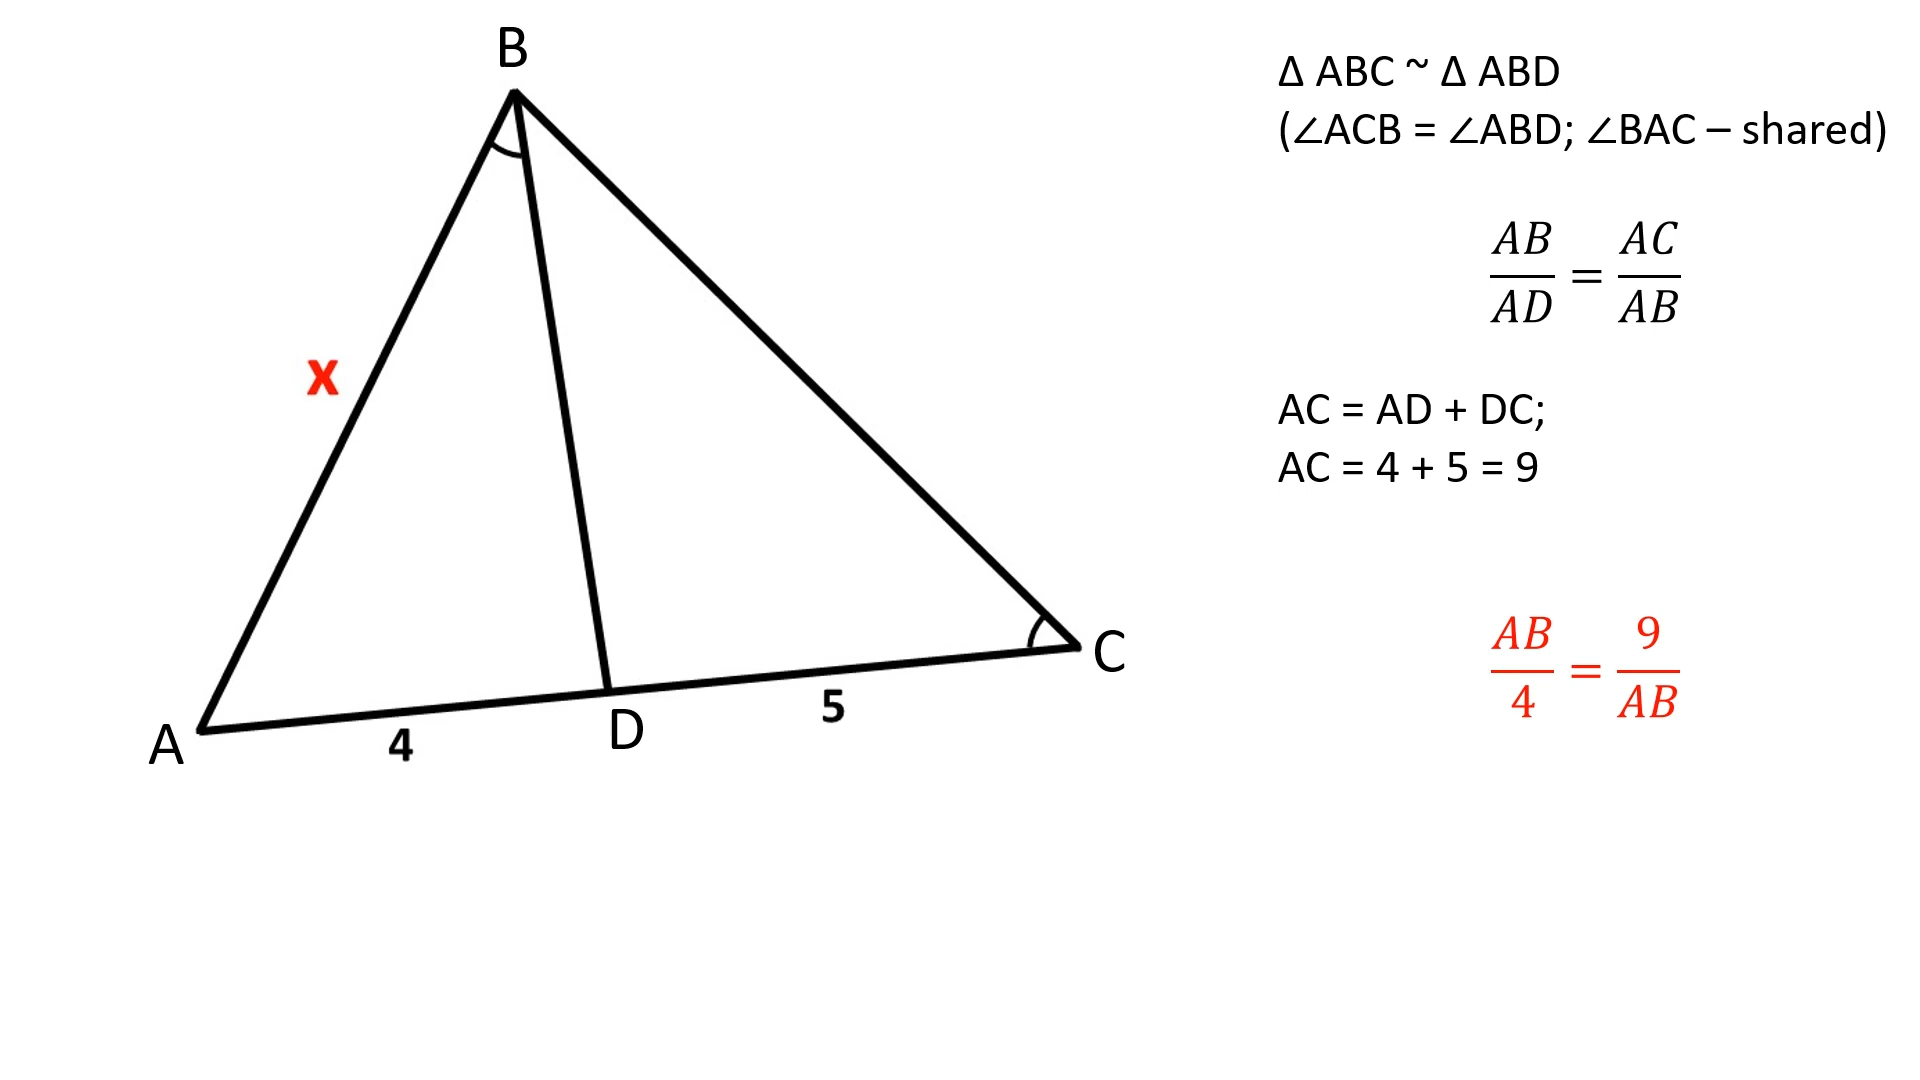 B
x
A
4
D
5
C
Δ ABC ~ Δ ABD
(∠ACB = ∠ABD; ∠BAC – shared)
AB/AD = AC/AB
AC = AD + DC;
AC = 4 + 5 = 9
AB/4 = 9/AB